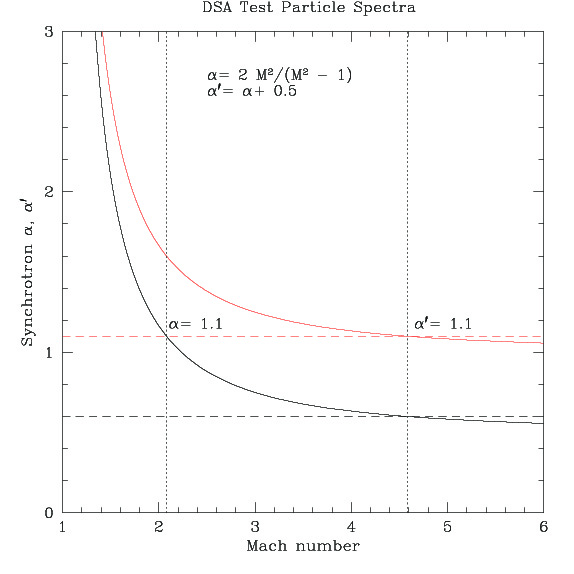 DSA Test Particle Spectra
3
α= 2 M²/(M² − 1)
α′= α+ 0.5
2
Synchrotron α, α′
α= 1.1
α′= 1.1
1
0
1 2 3 4 5 6
Mach number